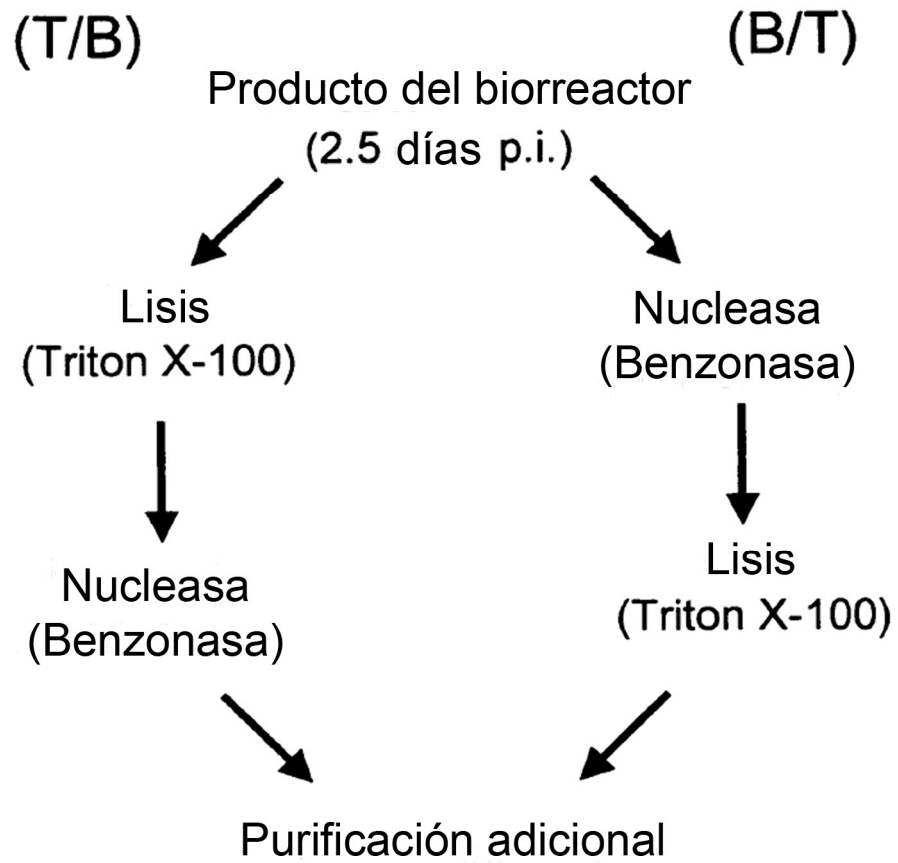 (T/B)
(B/T)
Producto del biorreactor
(2.5 días p.i.)
Lisis
(Triton X-100)
Nucleasa
(Benzonasa)
Nucleasa
(Benzonasa)
Lisis
(Triton X-100)
Purificación adicional